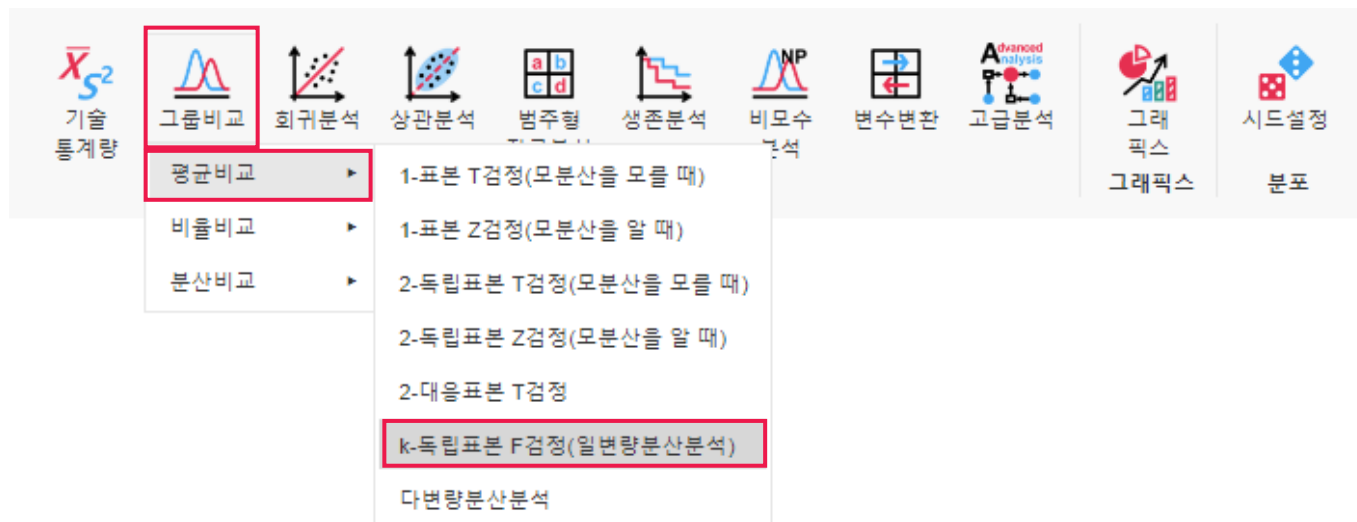 X̄
S²
기술
통계량
그룹비교
회귀분석
상관분석
a b
c d
범주형
생존분석
NP
비모수
분석
변수변환
Advanced
Analysis
고급분석
그래
픽스
그래픽스
시드설정
분포
평균비교
비율비교
분산비교
1-표본 T검정(모분산을 모를 때)
1-표본 Z검정(모분산을 알 때)
2-독립표본 T검정(모분산을 모를 때)
2-독립표본 Z검정(모분산을 알 때)
2-대응표본 T검정
k-독립표본 F검정(일변량분산분석)
다변량분산분석